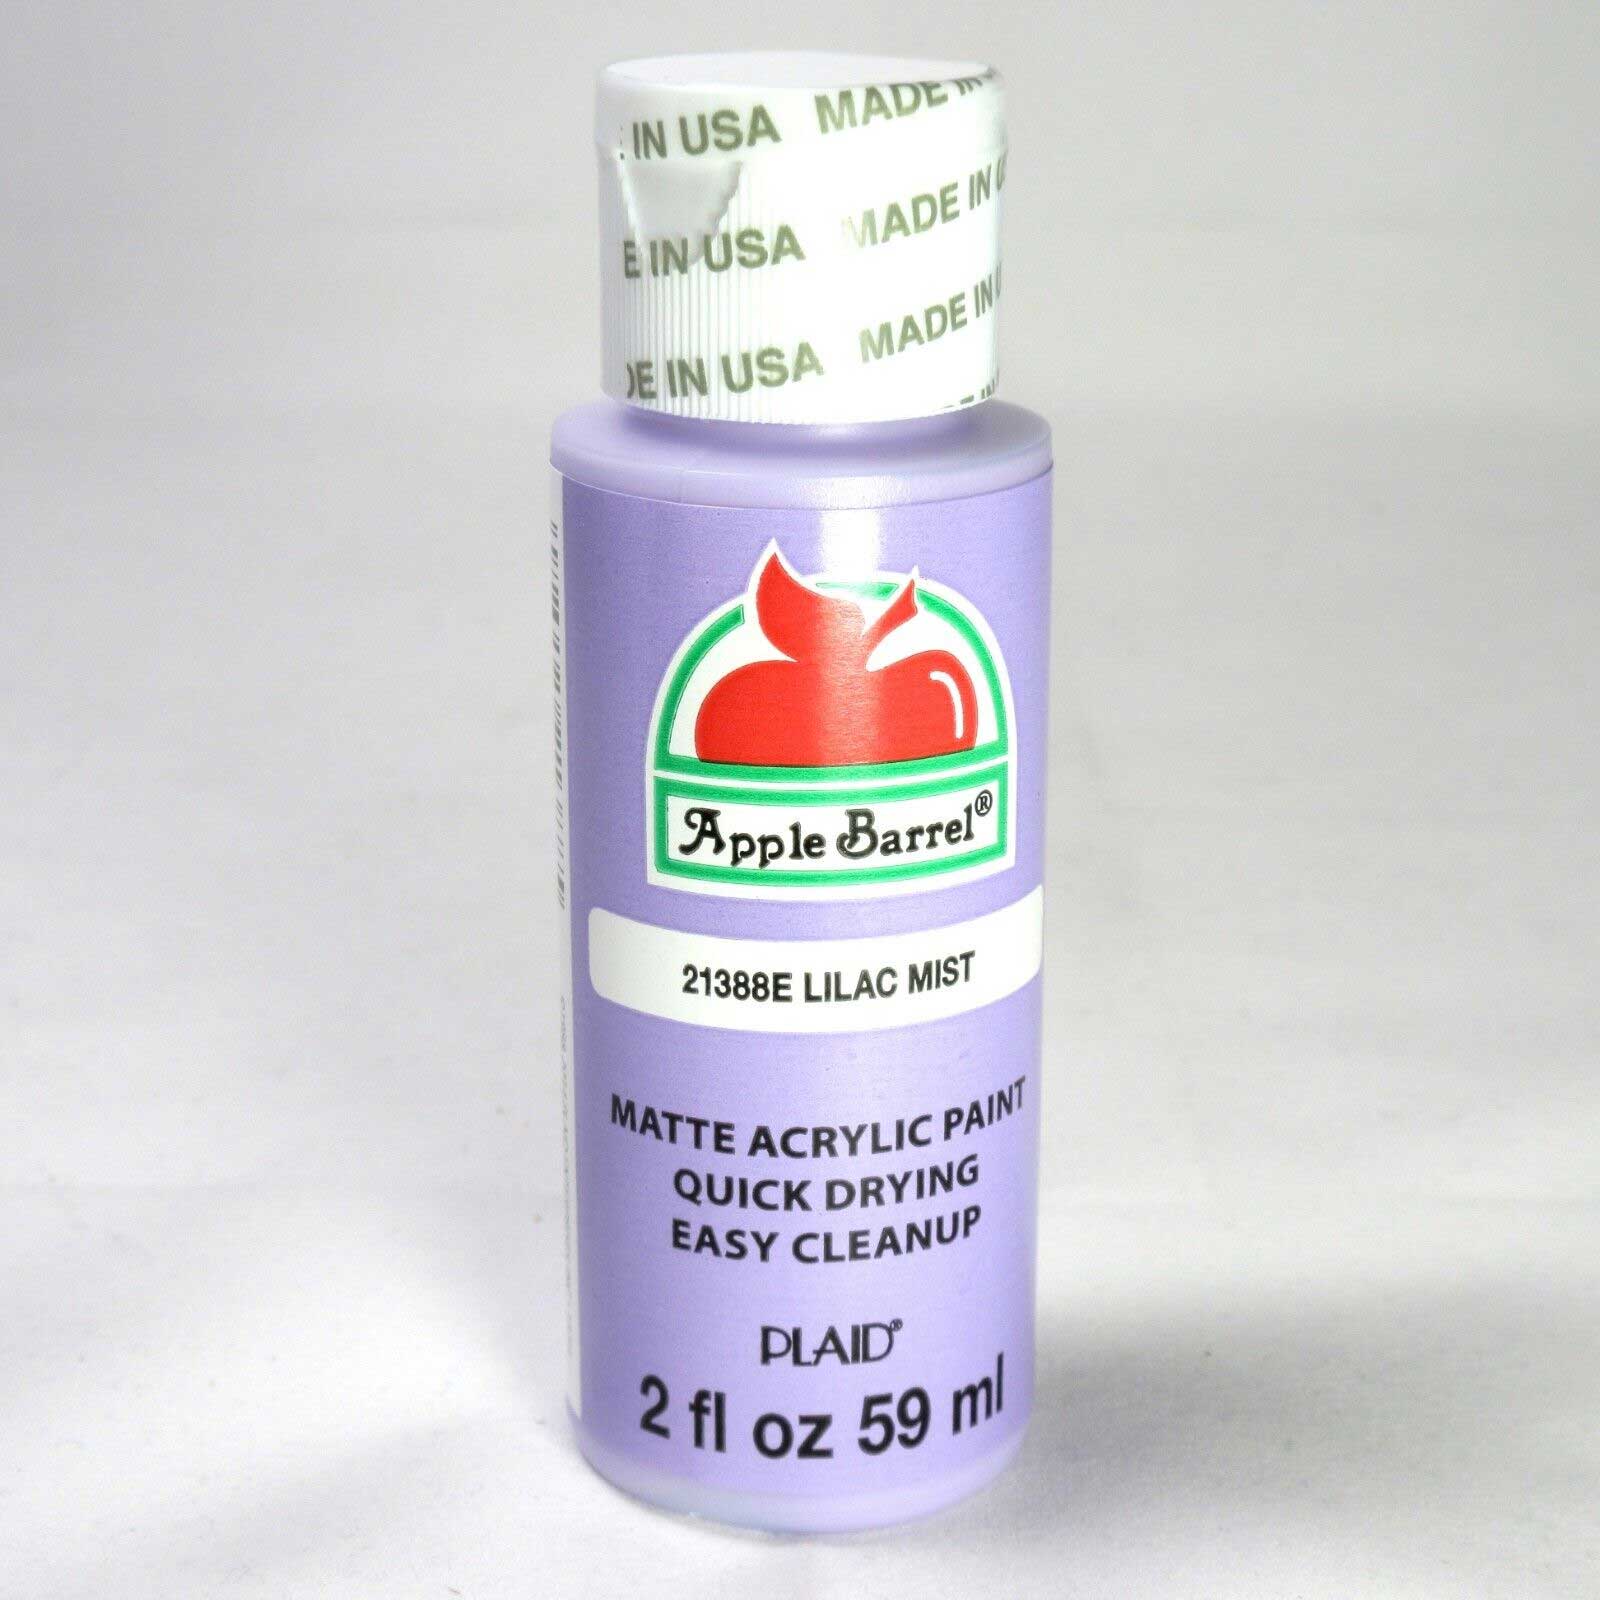 IN USA MADE IN
E IN USA MADE IN
DE IN USA MADE IN
Apple Barrel®
21388E LILAC MIST
MATTE ACRYLIC PAINT
QUICK DRYING
EASY CLEANUP
PLAID®
2 fl oz 59 ml